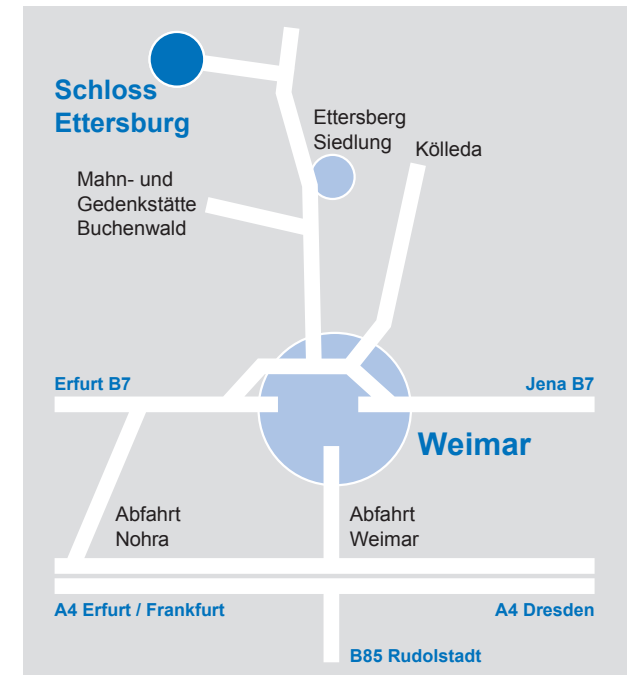 Schloss
Ettersburg
Ettersberg
Siedlung
Kölleda
Mahn- und
Gedenkstätte
Buchenwald
Erfurt B7
Jena B7
Weimar
Abfahrt
Nohra
Abfahrt
Weimar
A4 Erfurt / Frankfurt
A4 Dresden
B85 Rudolstadt